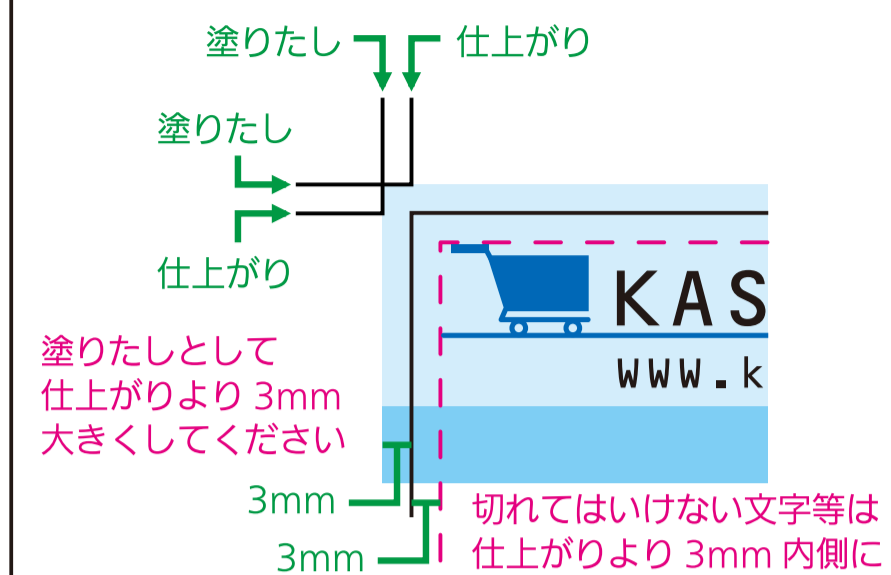 塗りたし
仕上がり
塗りたし
仕上がり
KAS
www.k
塗りたしとして
仕上がりより 3mm
大きくしてください
3mm
3mm
切れてはいけない文字等は
仕上がりより 3mm 内側に